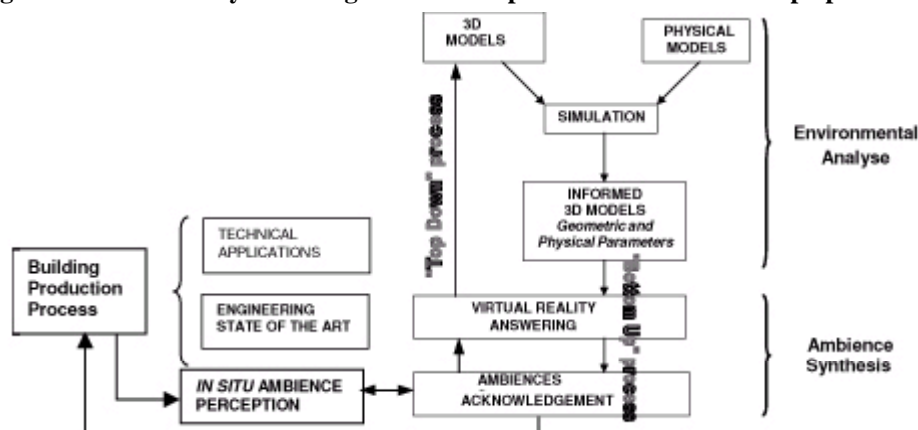 3D
MODELS
PHYSICAL
MODELS
SIMULATION
Environmental
Analyse
"Top Down" process
INFORMED
3D MODELS
Geometric and
Physical Parameters
TECHNICAL
APPLICATIONS
Building
Production
Process
ENGINEERING
STATE OF THE ART
VIRTUAL REALITY
ANSWERING
"Bottom Up" process
Ambience
Synthesis
IN SITU AMBIENCE
PERCEPTION
AMBIENCES
ACKNOWLEDGEMENT